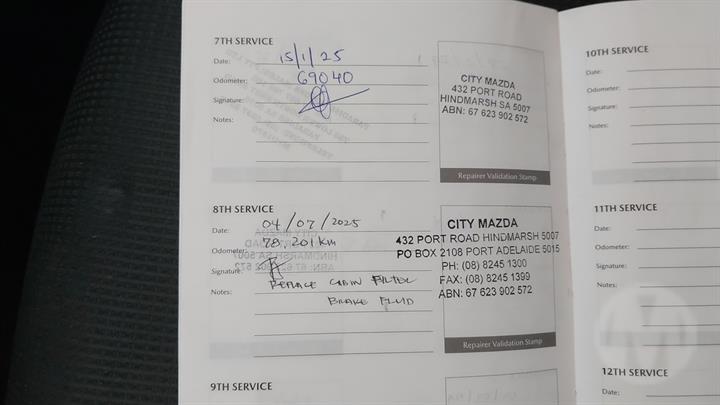 7TH SERVICE
Date: 15/1/25
Odometer: 69040
Signature:
Notes:
CITY MAZDA
432 PORT ROAD
HINDMARSH SA 5007
ABN: 67 623 902 572
Repairer Validation Stamp
8TH SERVICE
Date: 04/07/2025
Odometer: 78,201km
Signature:
Notes: REPLACE CABIN FILTER
BRAKE FLUID
CITY MAZDA
432 PORT ROAD HINDMARSH 5007
PO BOX 2108 PORT ADELAIDE 5015
PH: (08) 8245 1300
FAX: (08) 8245 1399
ABN: 67 623 902 572
Repairer Validation Stamp
9TH SERVICE
10TH SERVICE
Date:
Odometer:
Signature:
Notes:
11TH SERVICE
Date:
Odometer:
Signature:
Notes:
12TH SERVICE
Date: